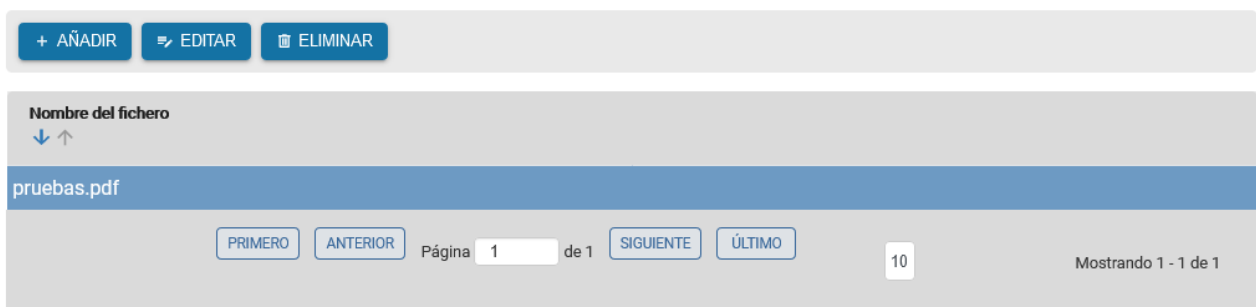 + AÑADIR EDITAR ELIMINAR
Nombre del fichero
pruebas.pdf
PRIMERO ANTERIOR Página 1 de 1 SIGUIENTE ÚLTIMO 10 Mostrando 1 - 1 de 1